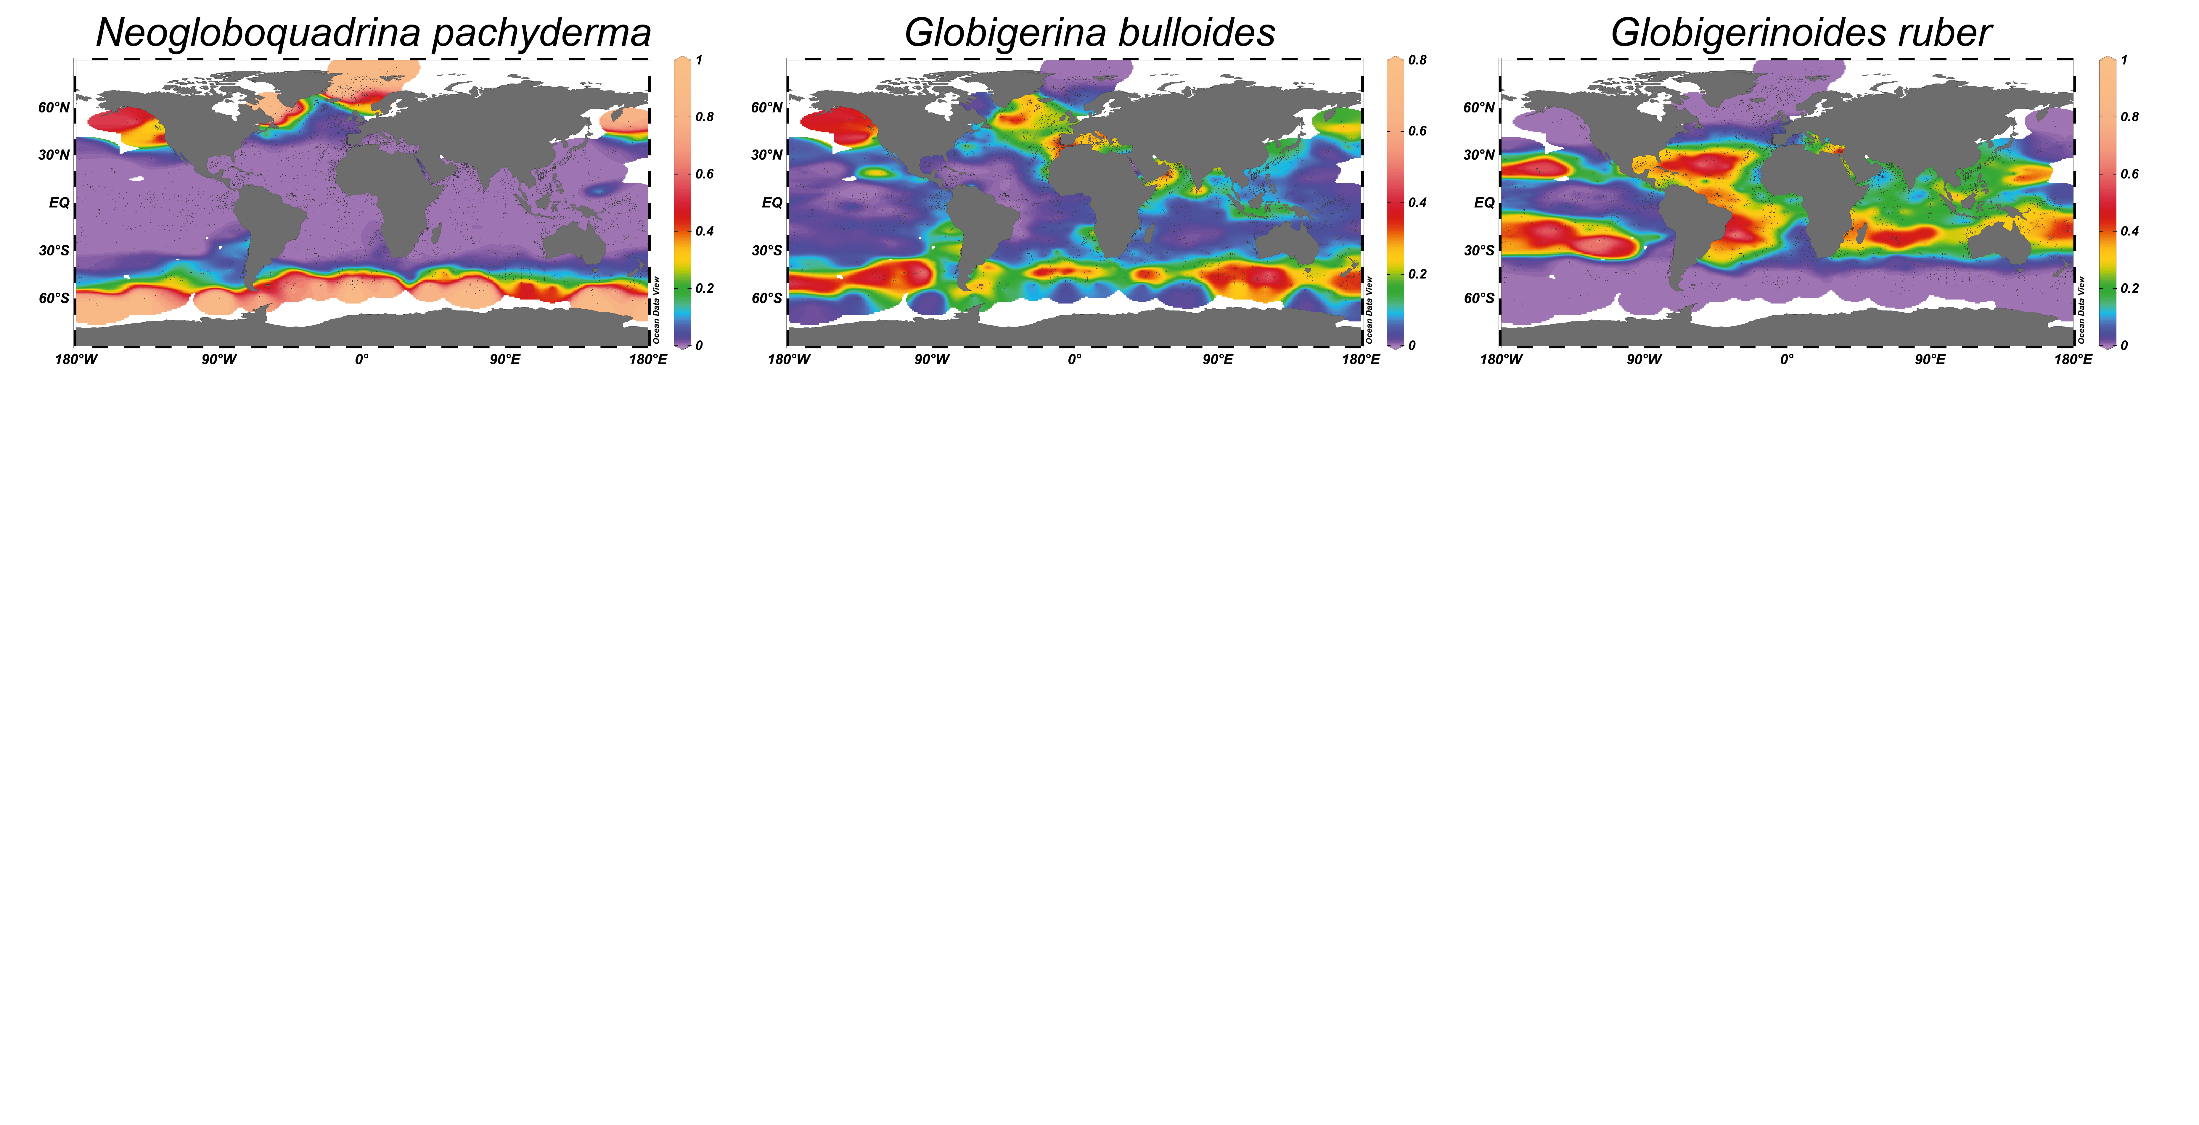 Neogloboquadrina pachyderma
60°N
30°N
EQ
30°S
60°S
180°W
90°W
0°
90°E
180°E
1
0.8
0.6
0.4
0.2
0
Ocean Data View
Globigerina bulloides
60°N
30°N
EQ
30°S
60°S
180°W
90°W
0°
90°E
180°E
0.8
0.6
0.4
0.2
0
Ocean Data View
Globigerinoides ruber
60°N
30°N
EQ
30°S
60°S
180°W
90°W
0°
90°E
180°E
1
0.8
0.6
0.4
0.2
0
Ocean Data View